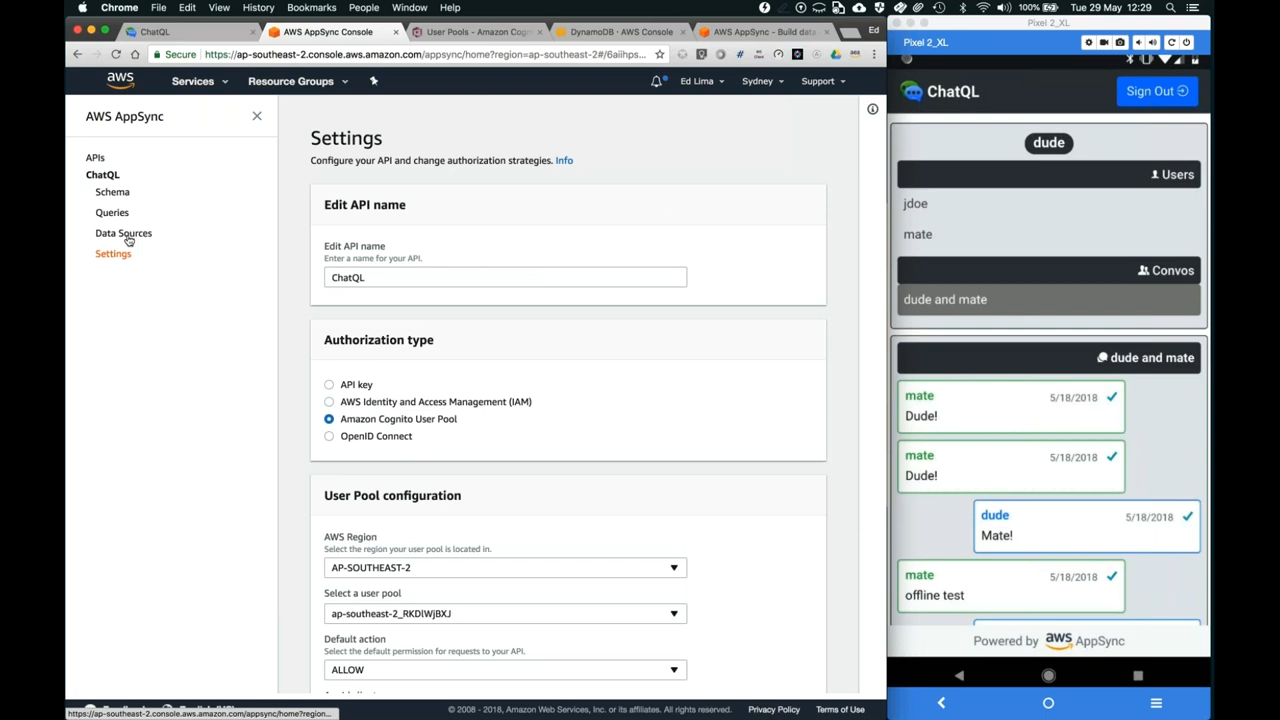 Chrome File Edit View History Bookmarks People Window Help
100% Tue 29 May 12:29
ChatQL
AWS AppSync Console
User Pools - Amazon Cog
DynamoDB · AWS Console
AWS AppSync - Build data
Ed
Secure https://ap-southeast-2.console.aws.amazon.com/appsync/home?region=ap-southeast-2#/6aiihps...
aws
Services
Resource Groups
Ed Lima
Sydney
Support
AWS AppSync
APIs
ChatQL
Schema
Queries
Data Sources
Settings
Settings
Configure your API and change authorization strategies. Info
Edit API name
Edit API name
Enter a name for your API.
ChatQL
Authorization type
API key
AWS Identity and Access Management (IAM)
Amazon Cognito User Pool
OpenID Connect
User Pool configuration
AWS Region
Select the region your user pool is located in.
AP-SOUTHEAST-2
Select a user pool
ap-southeast-2_RKDlWjBXJ
Default action
Select the default permission for requests to your API.
ALLOW
https://ap-southeast-2.console.aws.amazon.com/appsync/home?region...
© 2008 - 2018, Amazon Web Services, Inc. or its affiliates. All rights reserved.
Privacy Policy
Terms of Use
Pixel 2_XL
Pixel 2_XL
ChatQL
Sign Out
dude
Users
jdoe
mate
Convos
dude and mate
dude and mate
mate 5/18/2018
Dude!
mate 5/18/2018
Dude!
dude 5/18/2018
Mate!
mate 5/18/2018
offline test
Powered by aws AppSync